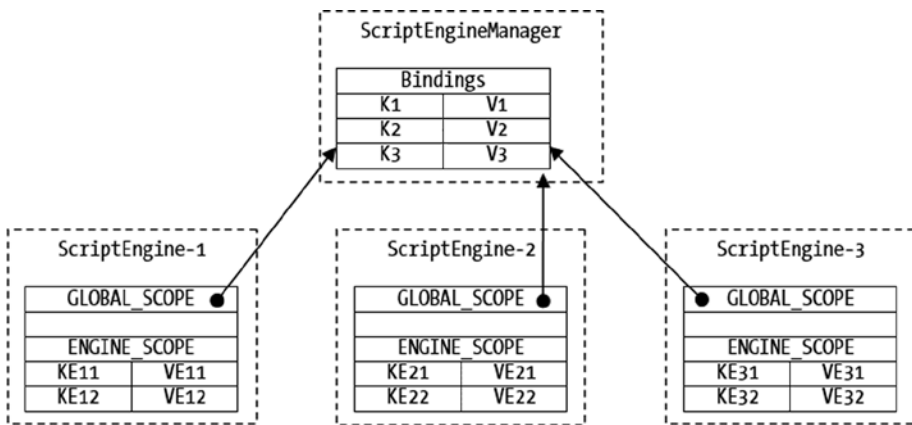 ScriptEngineManager
Bindings
K1 V1
K2 V2
K3 V3
ScriptEngine-1
GLOBAL_SCOPE
ENGINE_SCOPE
KE11 VE11
KE12 VE12
ScriptEngine-2
GLOBAL_SCOPE
ENGINE_SCOPE
KE21 VE21
KE22 VE22
ScriptEngine-3
GLOBAL_SCOPE
ENGINE_SCOPE
KE31 VE31
KE32 VE32